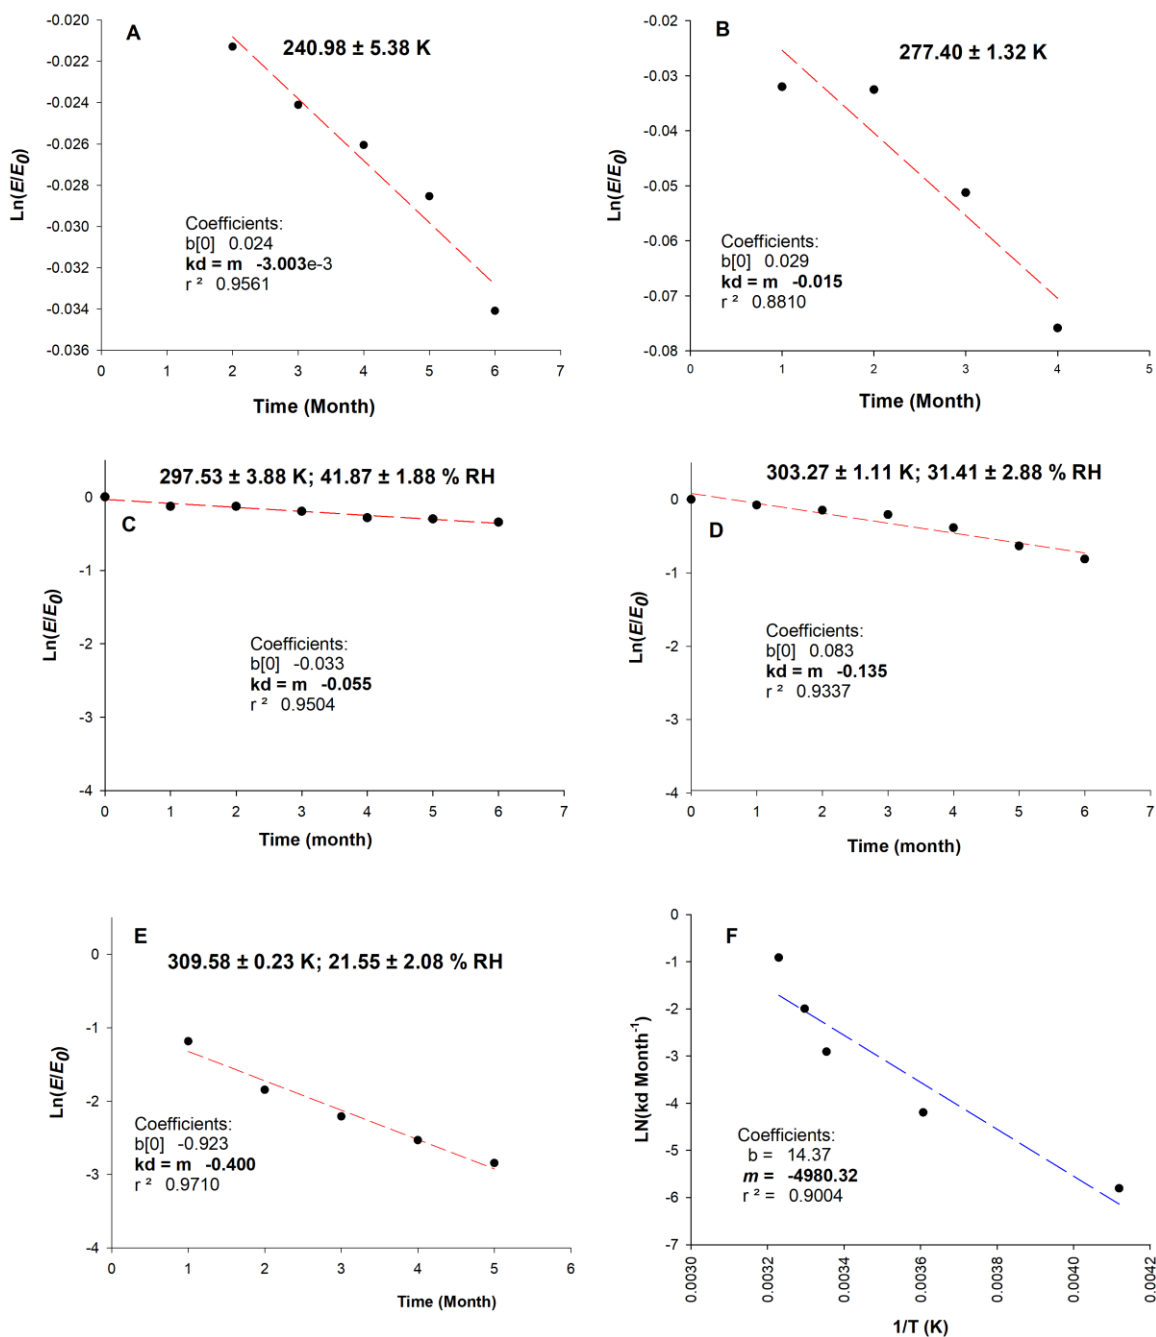 A
240.98 ± 5.38 K
-0.020
-0.022
-0.024
-0.026
-0.028
-0.030
-0.032
-0.034
-0.036
Ln(E/E0)
Coefficients:
b[0] 0.024
kd = m -3.003e-3
r ² 0.9561
0 1 2 3 4 5 6 7
Time (Month)
B
277.40 ± 1.32 K
-0.02
-0.03
-0.04
-0.05
-0.06
-0.07
-0.08
Ln(E/E0)
Coefficients:
b[0] 0.029
kd = m -0.015
r ² 0.8810
0 1 2 3 4 5
Time (Month)
297.53 ± 3.88 K; 41.87 ± 1.88 % RH
C
0
-1
-2
-3
-4
Ln(E/E0)
Coefficients:
b[0] -0.033
kd = m -0.055
r ² 0.9504
0 1 2 3 4 5 6 7
Time (month)
303.27 ± 1.11 K; 31.41 ± 2.88 % RH
D
0
-1
-2
-3
-4
Ln(E/E0)
Coefficients:
b[0] 0.083
kd = m -0.135
r ² 0.9337
0 1 2 3 4 5 6 7
Time (month)
E
309.58 ± 0.23 K; 21.55 ± 2.08 % RH
0
-1
-2
-3
-4
Ln(E/E0)
Coefficients:
b[0] -0.923
kd = m -0.400
r ² 0.9710
0 1 2 3 4 5 6
Time (Month)
F
0
-1
-2
-3
-4
-5
-6
-7
LN(kd Month-1)
Coefficients:
b = 14.37
m = -4980.32
r ² = 0.9004
0.0030 0.0032 0.0034 0.0036 0.0038 0.0040 0.0042
1/T (K)